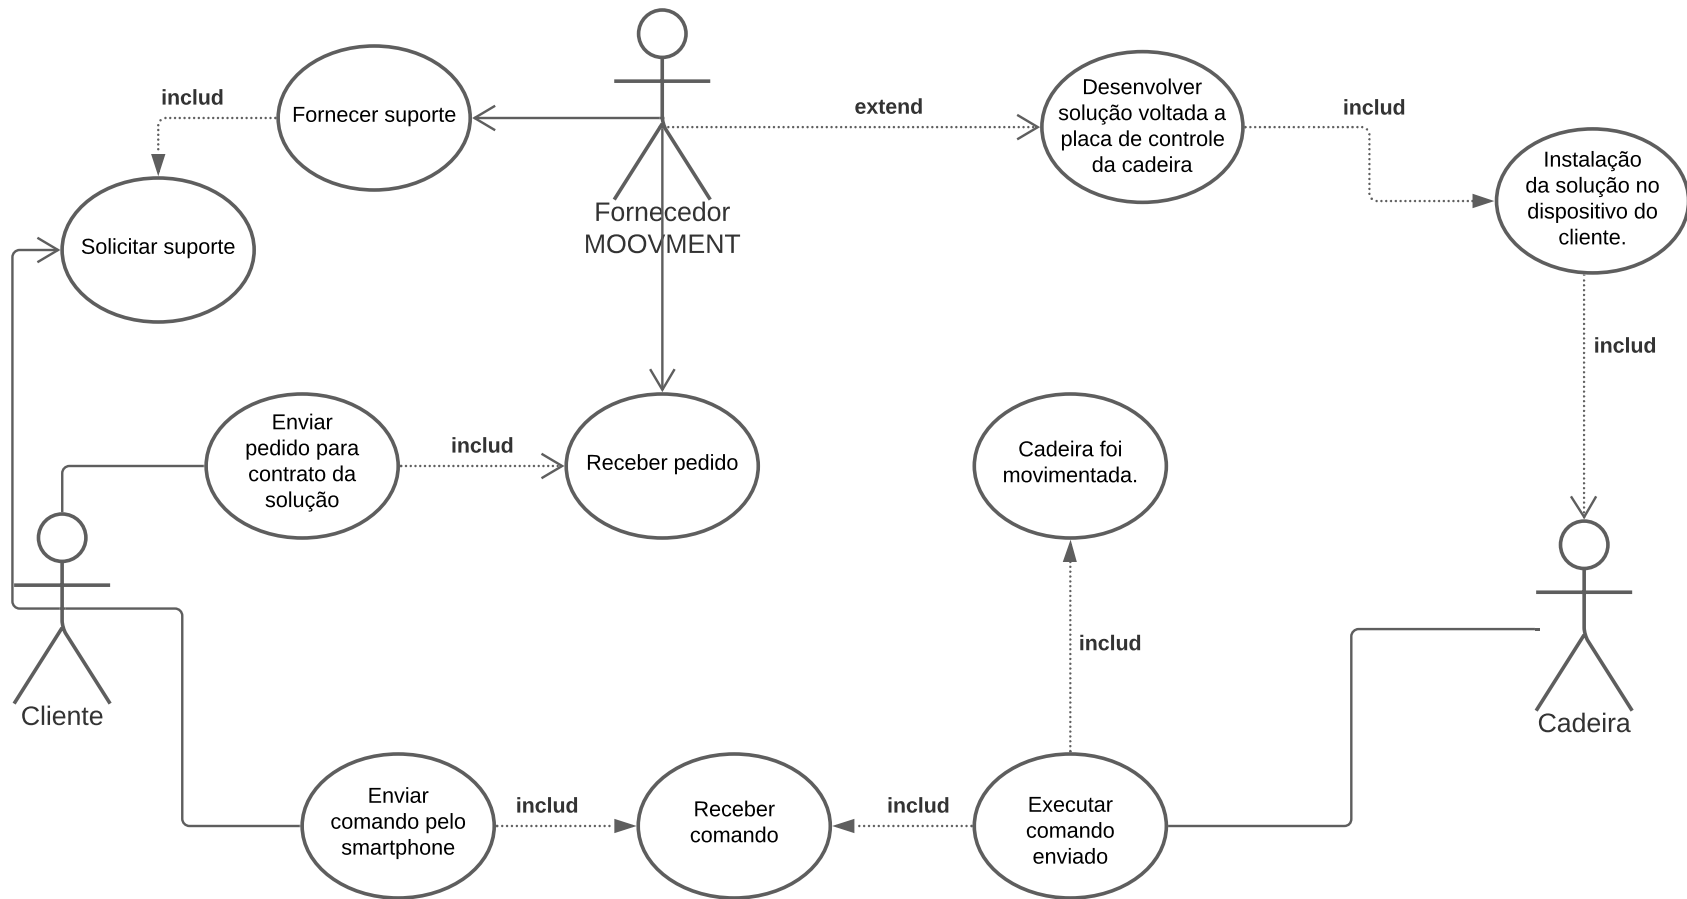 includ
Fornecer suporte
extend
Desenvolver
solução voltada a
placa de controle
da cadeira
includ
Instalação
da solução no
dispositivo do
cliente.
Fornecedor
MOOVMENT
Solicitar suporte
includ
Enviar
pedido para
contrato da
solução
includ
Receber pedido
Cadeira foi
movimentada.
includ
Cliente
Cadeira
Enviar
comando pelo
smartphone
includ
Receber
comando
includ
Executar
comando
enviado